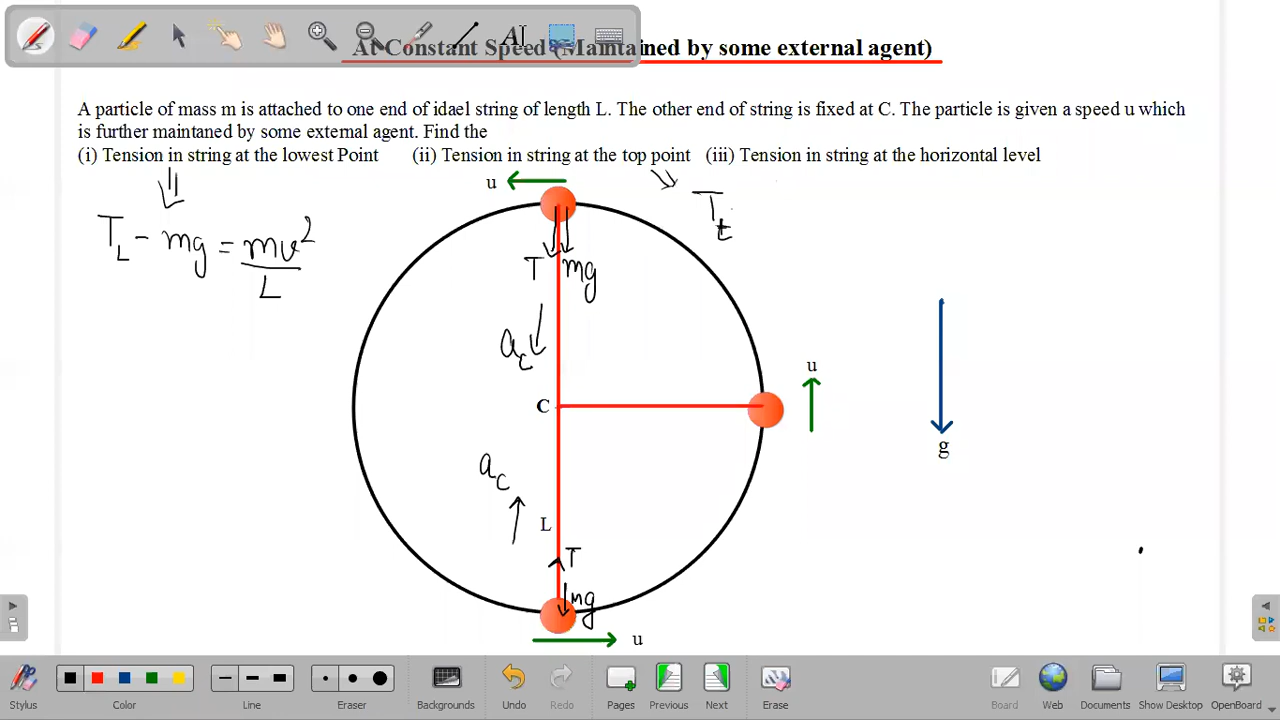 At Constant Speed (Maintained by some external agent)
A particle of mass m is attached to one end of idael string of length L. The other end of string is fixed at C. The particle is given a speed u which
is further maintaned by some external agent. Find the
(i) Tension in string at the lowest Point (ii) Tension in string at the top point (iii) Tension in string at the horizontal level
u
T_t
T_L - mg = mv²/L
T mg
a_c
u
C
g
a_c
L
T
mg
u
Stylus Color Line Eraser Backgrounds Undo Redo Pages Previous Next Erase Board Web Documents Show Desktop OpenBoard